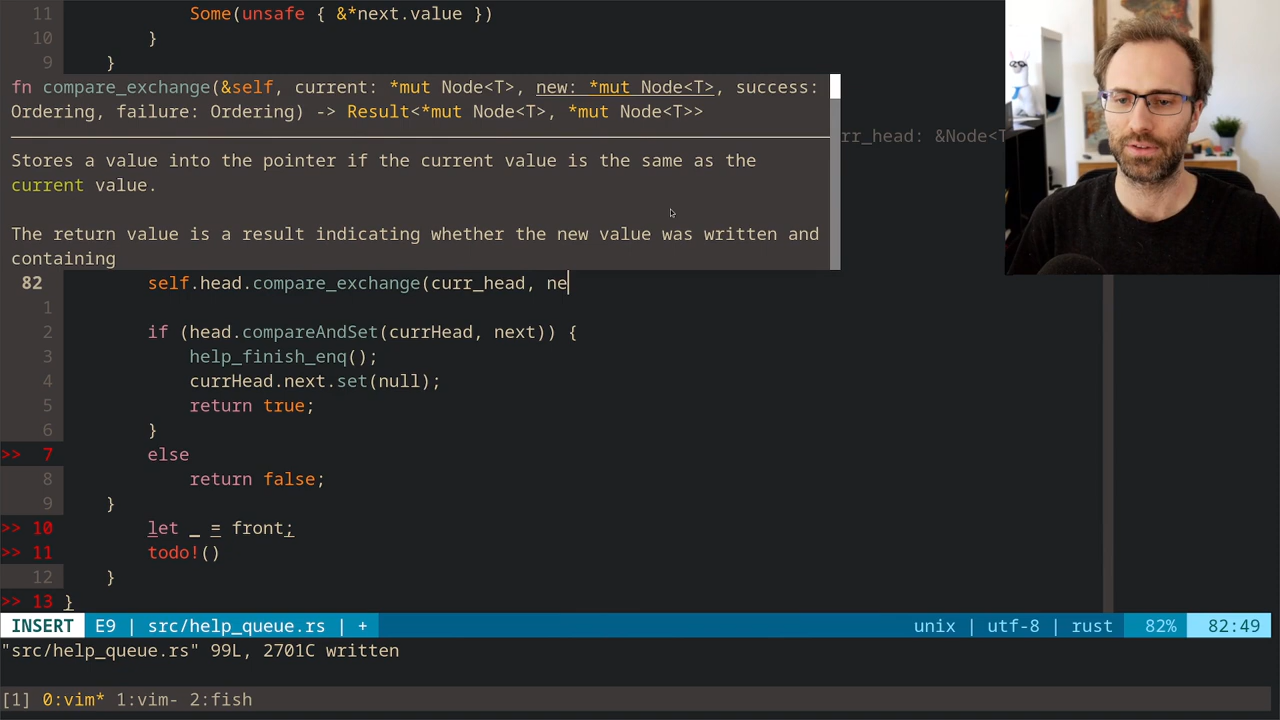 11 Some(unsafe { &*next.value })
10 }
9 }
fn compare_exchange(&self, current: *mut Node<T>, new: *mut Node<T>, success:
Ordering, failure: Ordering) -> Result<*mut Node<T>, *mut Node<T>>
rr_head: &Node<T
Stores a value into the pointer if the current value is the same as the
current value.
The return value is a result indicating whether the new value was written and
containing
82 self.head.compare_exchange(curr_head, ne
1
2 if (head.compareAndSet(currHead, next)) {
3 help_finish_enq();
4 currHead.next.set(null);
5 return true;
6 }
>> 7 else
8 return false;
9 }
>> 10 let _ = front;
>> 11 todo!()
12 }
>> 13 }
INSERT E9 | src/help_queue.rs | + unix | utf-8 | rust 82% 82:49
"src/help_queue.rs" 99L, 2701C written
[1] 0:vim* 1:vim- 2:fish